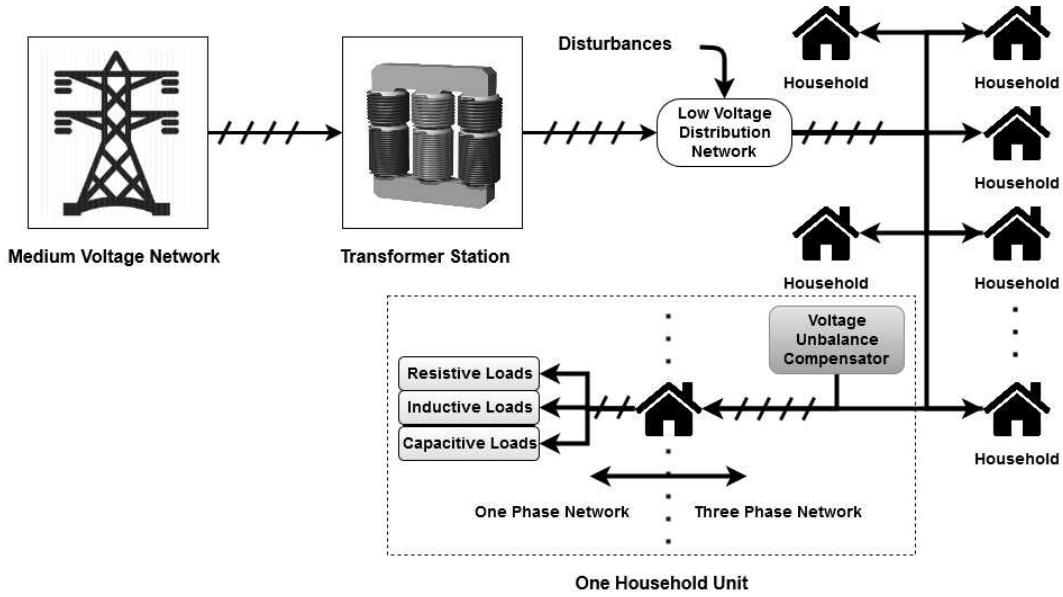 Disturbances
Household
Household
Low Voltage
Distribution
Network
Household
Medium Voltage Network
Transformer Station
Household
Household
Voltage
Unbalance
Compensator
Resistive Loads
Inductive Loads
Capacitive Loads
Household
One Phase Network
Three Phase Network
One Household Unit